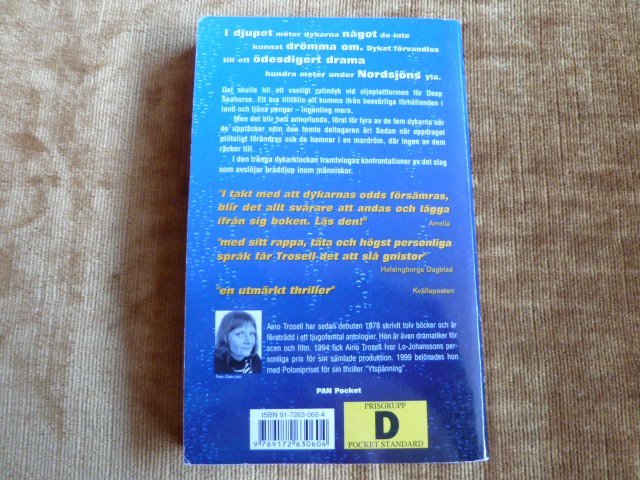 I djupet möter dykarna något de inte
kunnat drömma om. Dyket förvandlas
till ett ödesdigert drama
hundra meter under Nordsjöns yta.
Det skulle bli ett vanligt rutindyk vid oljeplattformen för Deep
Seahorse. Ett bra tillfälle att komma ifrån besvärliga förhållanden i
land och tjäna pengar – ingenting mera.
Men det blir helt annorlunda, först för fyra av de fem dykarna när
de upptäcker vem den femte deltagaren är! Sedan när uppdraget
plötsligt förändras och de hamnar i en mardröm, där ingen av dem
räcker till.
I den trånga dykarklockan framtvingas konfrontationer av det slag
som avslöjar bråddjup inom människor.
"I takt med att dykarnas odds försämras,
blir det allt svårare att andas och lägga
ifrån sig boken. Läs den!"
Amelia
"med sitt rappa, täta och högst personliga
språk får Trosell det att slå gnistor"
Helsingborgs Dagblad
"en utmärkt thriller"
Kvällsposten
Aino Trosell har sedan debuten 1978 skrivit tolv böcker och är
företrädd i ett tjugofemtal antologier. Hon är även dramatiker för
scen och film. 1994 fick Aino Trosell Ivar Lo-Johanssons per-
sonliga pris för sin samlade produktion. 1999 belönades hon
med Polonipriset för sin thriller "Ytspänning".
PAN Pocket
ISBN 91-7263-060-4
9 789172 630604
PRISGRUPP
D
POCKET STANDARD